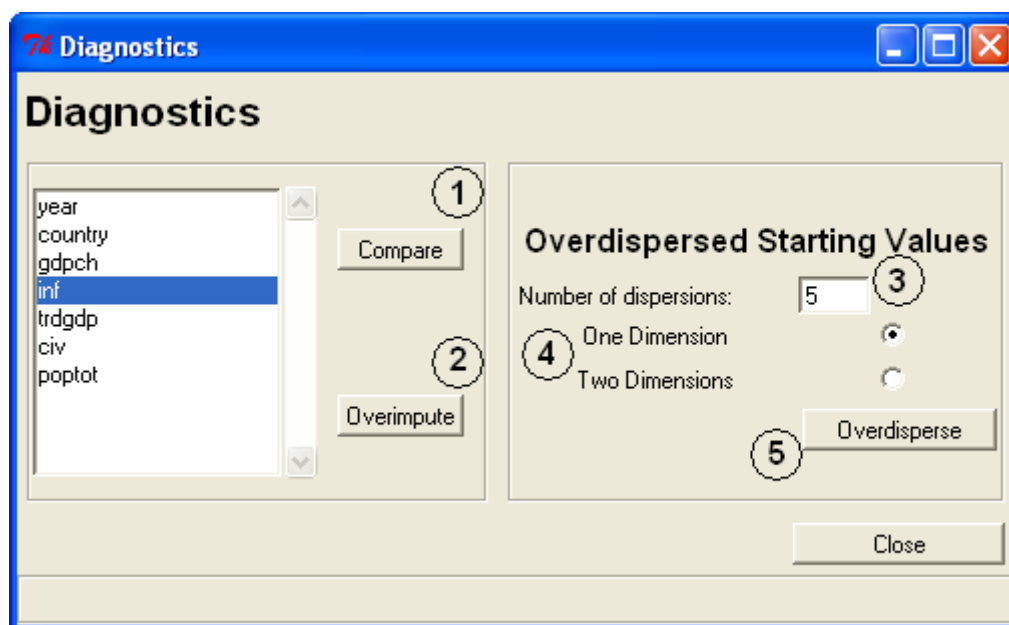 Diagnostics
Diagnostics
year
country
gdpch
inf
trdgdp
civ
poptot
1
Compare
2
Overimpute
Overdispersed Starting Values
Number of dispersions: 5
3
4
One Dimension
Two Dimensions
5
Overdisperse
Close